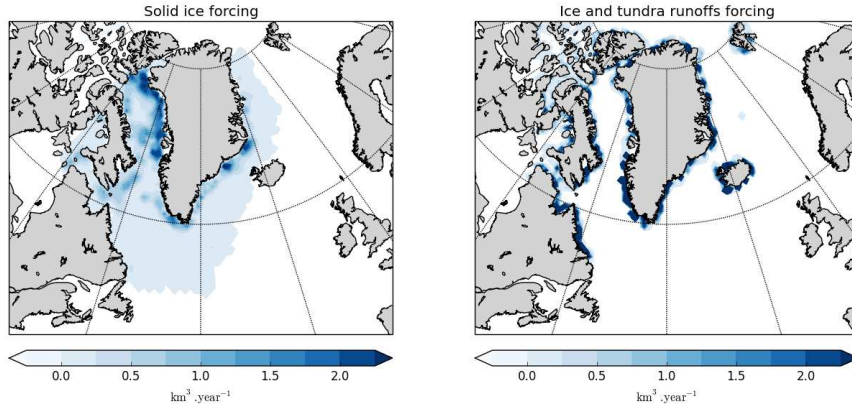 Solid ice forcing
Ice and tundra runoffs forcing
0.0 0.5 1.0 1.5 2.0
km³ .year⁻¹
0.0 0.5 1.0 1.5 2.0
km³ .year⁻¹